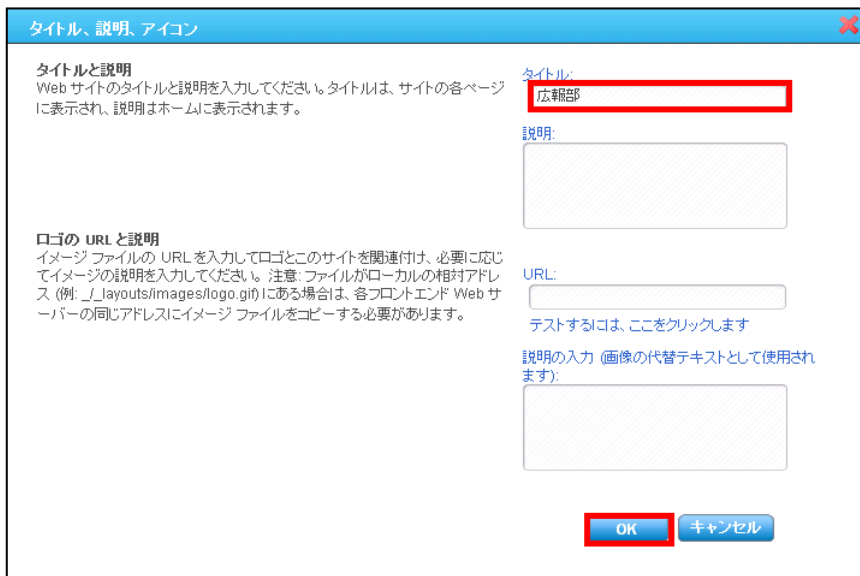 タイトル、説明、アイコン
タイトルと説明
Web サイトのタイトルと説明を入力してください。タイトルは、サイトの各ページ
に表示され、説明はホームに表示されます。
タイトル:
広報部
説明:
ロゴの URL と説明
イメージ ファイルの URL を入力してロゴとこのサイトを関連付け、必要に応じ
てイメージの説明を入力してください。注意: ファイルがローカルの相対アドレ
ス (例: _/_layouts/images/logo.gif) にある場合は、各フロントエンド Web サ
ーバーの同じアドレスにイメージ ファイルをコピーする必要があります。
URL:
テストするには、ここをクリックします
説明の入力 (画像の代替テキストとして使用され
ます):
OK
キャンセル